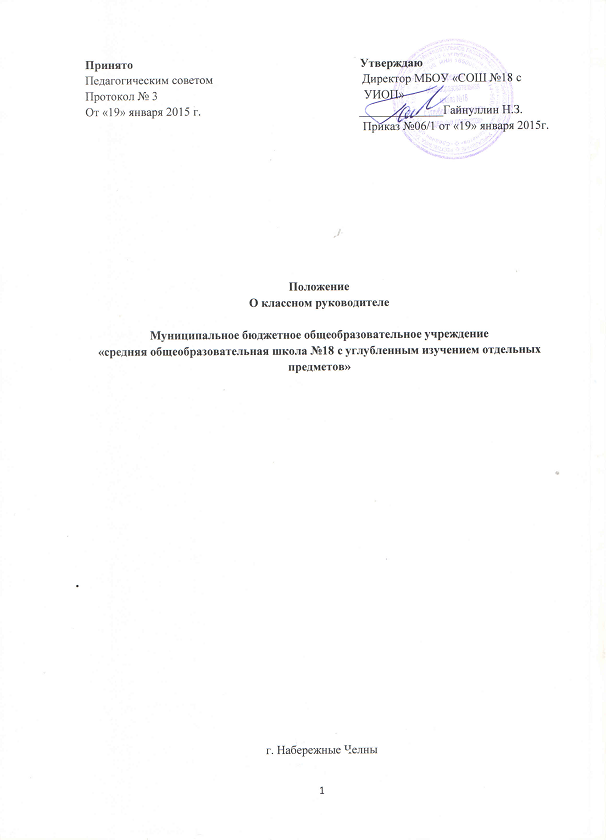 Принято
Педагогическим советом
Протокол № 3
От «19» января 2015 г.
Утверждаю
Директор МБОУ «СОШ №18 с
УИОП»
Гайнуллин Н.З.
Приказ №06/1 от «19» января 2015г.
Положение
О классном руководителе
Муниципальное бюджетное общеобразовательное учреждение
«средняя общеобразовательная школа №18 с углубленным изучением отдельных
предметов»
г. Набережные Челны
1